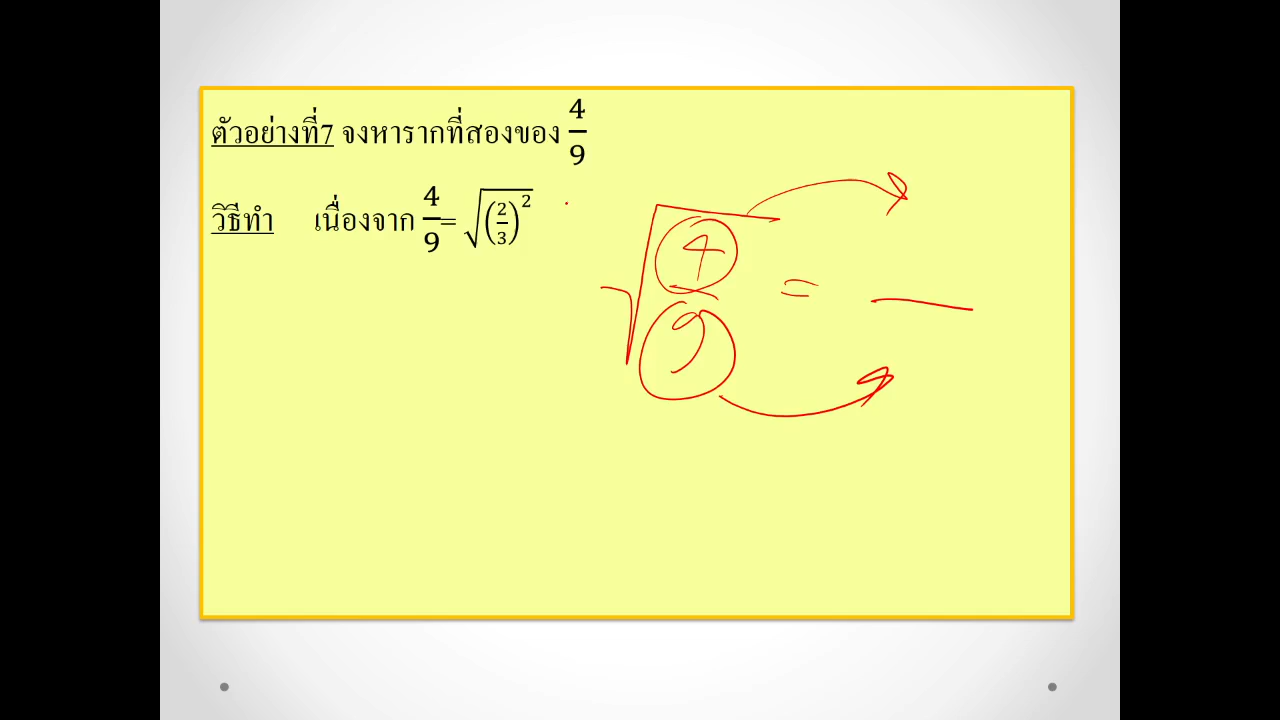 ตัวอย่างที่7 จงหารากที่สองของ 4/9
วิธีทำ เนื่องจาก 4/9 = √(2/3)²
√4/9 =